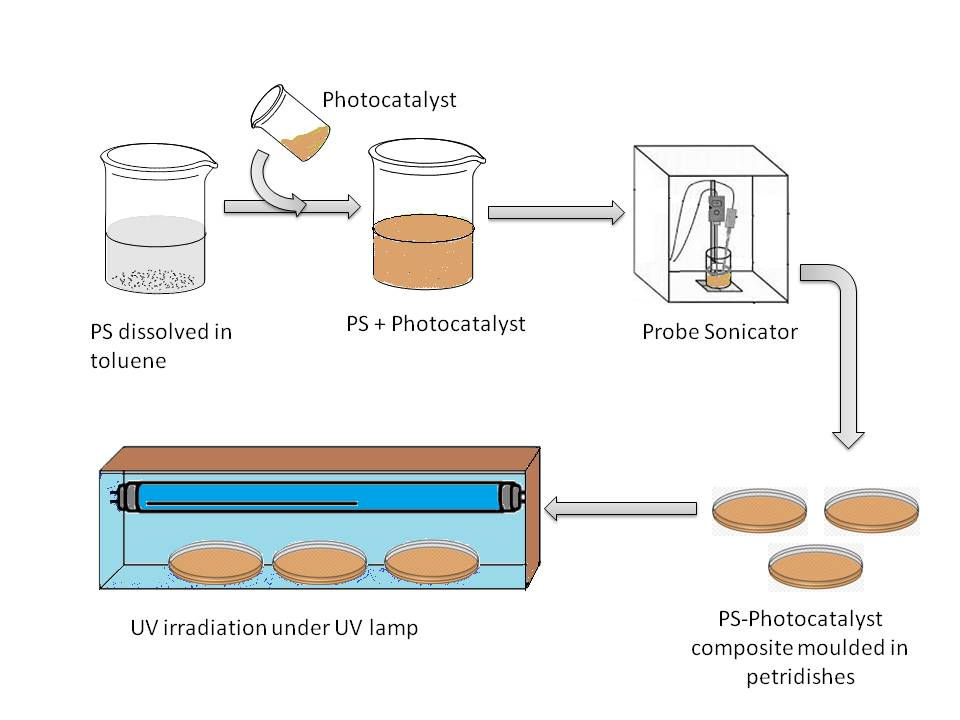 Photocatalyst
PS dissolved in
toluene
PS + Photocatalyst
Probe Sonicator
UV irradiation under UV lamp
PS-Photocatalyst
composite moulded in
petridishes